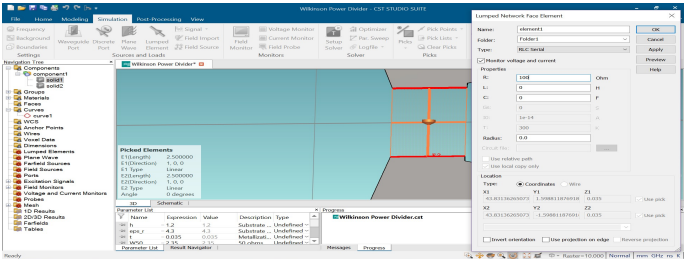 Wilkinson Power Divider - CST STUDIO SUITE
File Home Modeling Simulation Post-Processing View
Frequency
Background
Boundaries
Settings
Waveguide Port
Discrete Port
Plane Wave
Lumped Element
Signal
Field Import
Field Source
Sources and Loads
Field Monitor
Voltage Monitor
Current Monitor
Field Probe
Monitors
Setup Solver
Optimizer
Par. Sweep
Logfile
Solver
Picks
Pick Points
Pick Lists
Clear Picks
Picks
Navigation Tree
Components
component1
solid1
solid2
Groups
Materials
Faces
Curves
curve1
WCS
Anchor Points
Wires
Voxel Data
Dimensions
Lumped Elements
Plane Wave
Farfield Sources
Field Sources
Ports
Excitation Signals
Field Monitors
Voltage and Current Monitors
Probes
Mesh
1D Results
2D/3D Results
Farfields
Tables
Wilkinson Power Divider*
Picked Elements
E1(Length) 2.500000
E1(Direction) 1, 0, 0
E1 Type Linear
E2(Length) 2.500000
E2(Direction) 1, 0, 0
E2 Type Linear
Angle 0 degrees
3D Schematic
Parameter List
Name Expression Value Description Type
h 1.2 1.2 Substrate ... Undefined
eps_r 4.3 4.3 Substrate ... Undefined
t 0.035 0.035 Metallizati... Undefined
W50 2.35 2.35 50 ohms ... Undefined
Parameter List Result Navigator
Progress
Wilkinson Power Divider.cst
Messages Progress
Ready
Raster=10.000 Normal mm GHz ns K
Lumped Network Face Element
Name: element1
Folder: Folder1
Type: RLC Serial
Monitor voltage and current
Properties
R: 100 Ohm
L: 0 H
C: 0 F
1e-14
300
Radius: 0.0
Circuit file:
Use relative path
Use local copy only
Location
Type: Coordinates Wire
X1 Y1 Z1
0.035 Use pick
X2 Y2 Z2
0.035 Use pick
Invert orientation Use projection on edge Reverse projection
OK
Cancel
Apply
Preview
Help